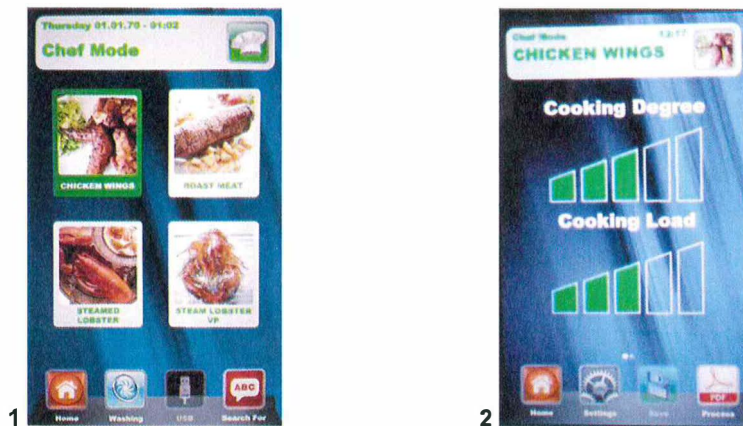 Thursday 01.01.70 - 01:02
Chef Mode
CHICKEN WINGS
ROAST MEAT
STEAMED
LOBSTER
STEAM LOBSTER
VP
Home
Washing
USB
ABC
Search For
1
Chef Mode
13:17
CHICKEN WINGS
Cooking Degree
Cooking Load
Home
Settings
Save
PDF
Process
2